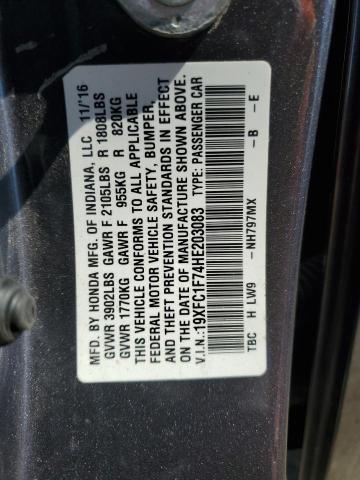 MFD. BY HONDA MFG. OF INDIANA, LLC 11/'16
GVWR 3902LBS GAWR F 2105LBS R 1808LBS
GVWR 1770KG GAWR F 955KG R 820KG
THIS VEHICLE CONFORMS TO ALL APPLICABLE
FEDERAL MOTOR VEHICLE SAFETY, BUMPER,
AND THEFT PREVENTION STANDARDS IN EFFECT
ON THE DATE OF MANUFACTURE SHOWN ABOVE.
V.I.N.:19XFC1F74HE203083 TYPE: PASSENGER CAR
TBC H LW9 -NH797MX -B -E